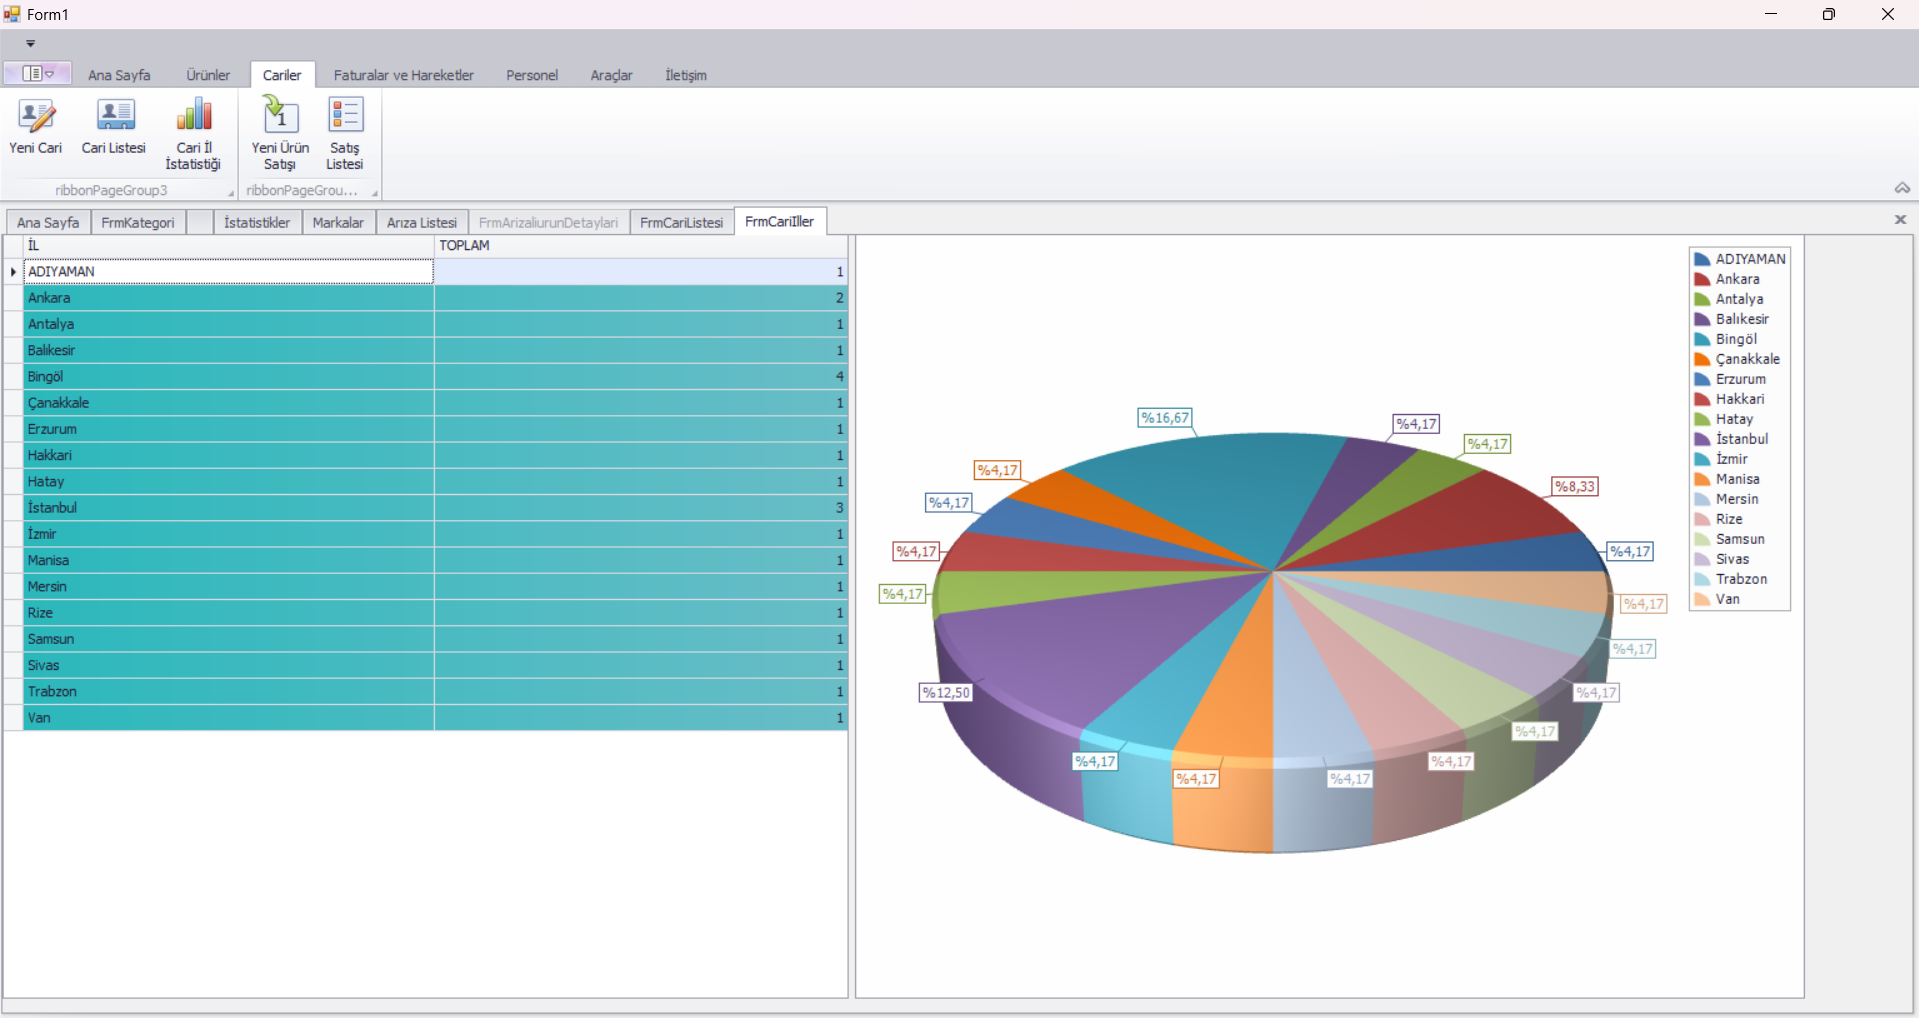 Form1
Ana Sayfa Ürünler Cariler Faturalar ve Hareketler Personel Araçlar İletişim
Yeni Cari
Cari Listesi
Cari İl
İstatistiği
Yeni Ürün
Satışı
Satış
Listesi
ribbonPageGroup3
ribbonPageGrou...
Ana Sayfa FrmKategori İstatistikler Markalar Arıza Listesi FrmArizaliurunDetaylari FrmCariListesi FrmCariIller
İL TOPLAM
ADIYAMAN 1
Ankara 2
Antalya 1
Balıkesir 1
Bingöl 4
Çanakkale 1
Erzurum 1
Hakkari 1
Hatay 1
İstanbul 3
İzmir 1
Manisa 1
Mersin 1
Rize 1
Samsun 1
Sivas 1
Trabzon 1
Van 1
%16,67
%4,17
%4,17
%4,17
%8,33
%4,17
%4,17
%4,17
%4,17
%4,17
%4,17
%4,17
%12,50
%4,17
%4,17
%4,17
%4,17
%4,17
ADIYAMAN
Ankara
Antalya
Balıkesir
Bingöl
Çanakkale
Erzurum
Hakkari
Hatay
İstanbul
İzmir
Manisa
Mersin
Rize
Samsun
Sivas
Trabzon
Van